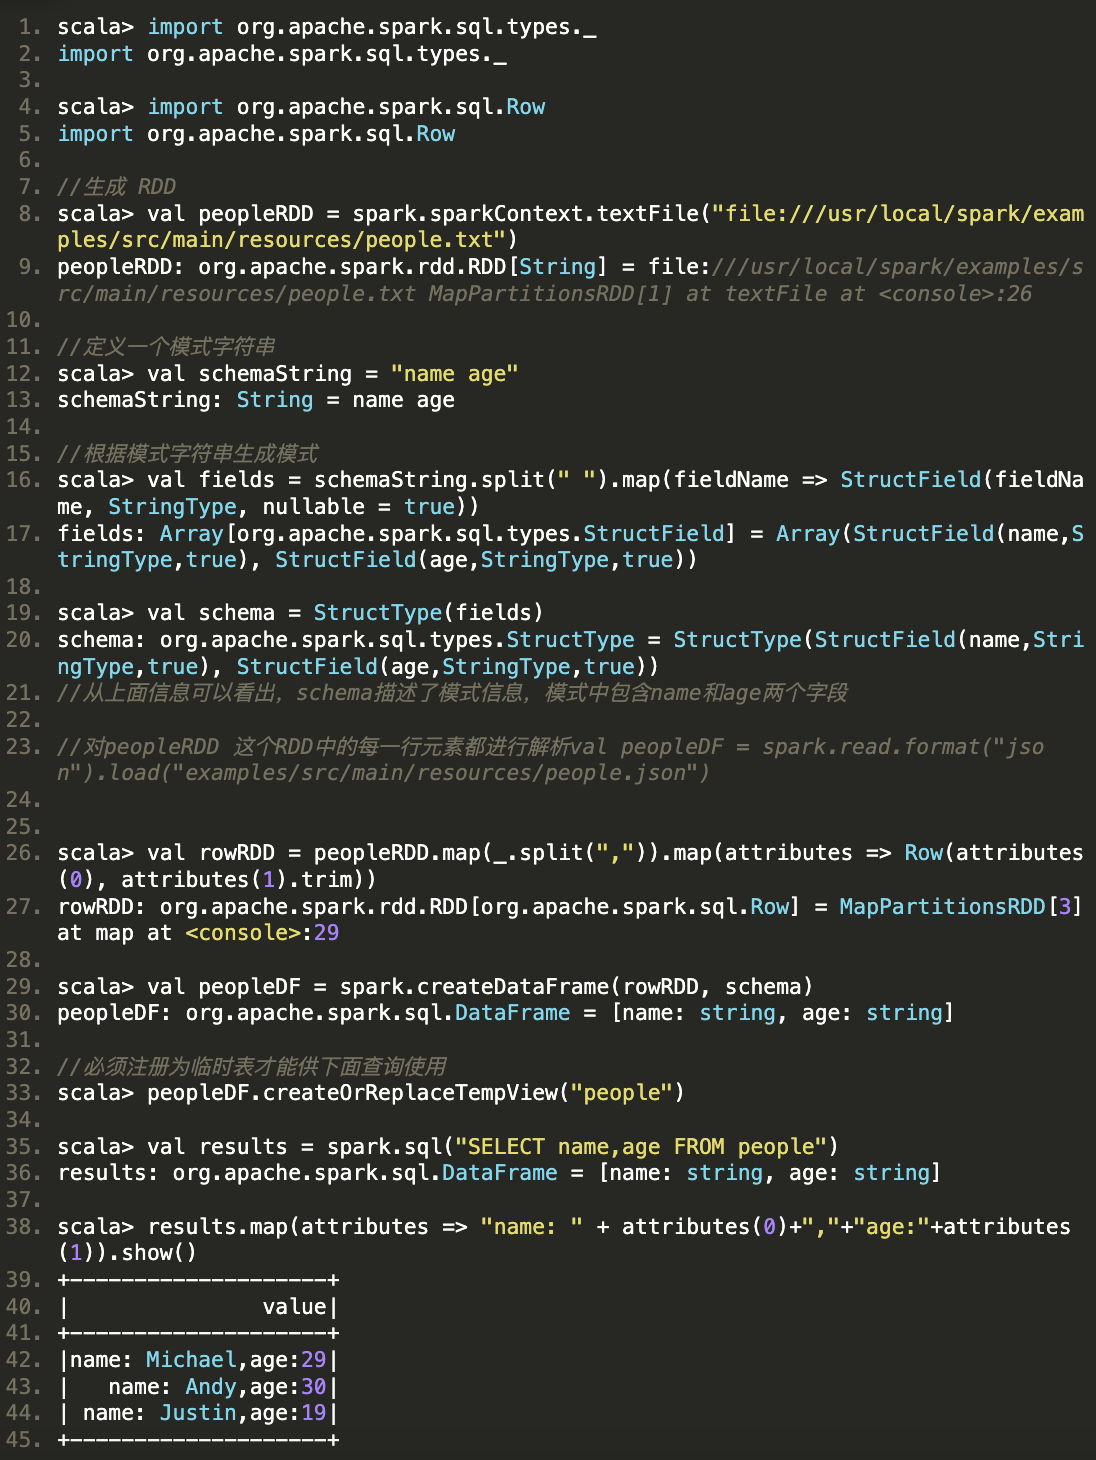 1. scala> import org.apache.spark.sql.types._
2. import org.apache.spark.sql.types._
3.
4. scala> import org.apache.spark.sql.Row
5. import org.apache.spark.sql.Row
6.
7. //生成 RDD
8. scala> val peopleRDD = spark.sparkContext.textFile("file:///usr/local/spark/exam
ples/src/main/resources/people.txt")
9. peopleRDD: org.apache.spark.rdd.RDD[String] = file:///usr/local/spark/examples/s
rc/main/resources/people.txt MapPartitionsRDD[1] at textFile at <console>:26
10.
11. //定义一个模式字符串
12. scala> val schemaString = "name age"
13. schemaString: String = name age
14.
15. //根据模式字符串生成模式
16. scala> val fields = schemaString.split(" ").map(fieldName => StructField(fieldNa
me, StringType, nullable = true))
17. fields: Array[org.apache.spark.sql.types.StructField] = Array(StructField(name,S
tringType,true), StructField(age,StringType,true))
18.
19. scala> val schema = StructType(fields)
20. schema: org.apache.spark.sql.types.StructType = StructType(StructField(name,Stri
ngType,true), StructField(age,StringType,true))
21. //从上面信息可以看出，schema描述了模式信息，模式中包含name和age两个字段
22.
23. //对peopleRDD 这个RDD中的每一行元素都进行解析val peopleDF = spark.read.format("jso
n").load("examples/src/main/resources/people.json")
24.
25.
26. scala> val rowRDD = peopleRDD.map(_.split(",")).map(attributes => Row(attributes
(0), attributes(1).trim))
27. rowRDD: org.apache.spark.rdd.RDD[org.apache.spark.sql.Row] = MapPartitionsRDD[3]
at map at <console>:29
28.
29. scala> val peopleDF = spark.createDataFrame(rowRDD, schema)
30. peopleDF: org.apache.spark.sql.DataFrame = [name: string, age: string]
31.
32. //必须注册为临时表才能供下面查询使用
33. scala> peopleDF.createOrReplaceTempView("people")
34.
35. scala> val results = spark.sql("SELECT name,age FROM people")
36. results: org.apache.spark.sql.DataFrame = [name: string, age: string]
37.
38. scala> results.map(attributes => "name: " + attributes(0)+","+"age:"+attributes
(1)).show()
39. +--------------------+
40. |               value|
41. +--------------------+
42. |name: Michael,age:29|
43. |   name: Andy,age:30|
44. | name: Justin,age:19|
45. +--------------------+